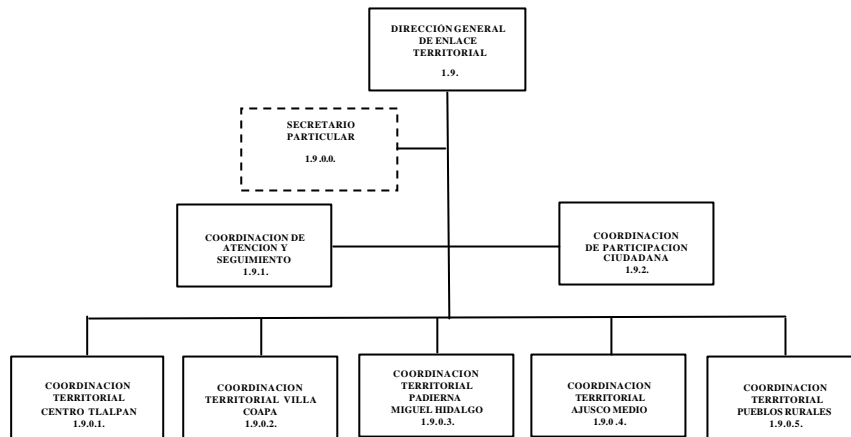 DIRECCIÓN GENERAL
DE ENLACE
TERRITORIAL
1.9.
SECRETARIO
PARTICULAR
1.9.0.0.
COORDINACION DE
ATENCION Y
SEGUIMIENTO
1.9.1.
COORDINACION
DE PARTICIPACION
CIUDADANA
1.9.2.
COORDINACION
TERRITORIAL
CENTRO TLALPAN
1.9.0.1.
COORDINACION
TERRITORIAL VILLA
COAPA
1.9.0.2.
COORDINACION
TERRITORIAL
PADIERNA
MIGUEL HIDALGO
1.9.0.3.
COORDINACION
TERRITORIAL
AJUSCO MEDIO
1.9.0.4.
COORDINACION
TERRITORIAL
PUEBLOS RURALES
1.9.0.5.